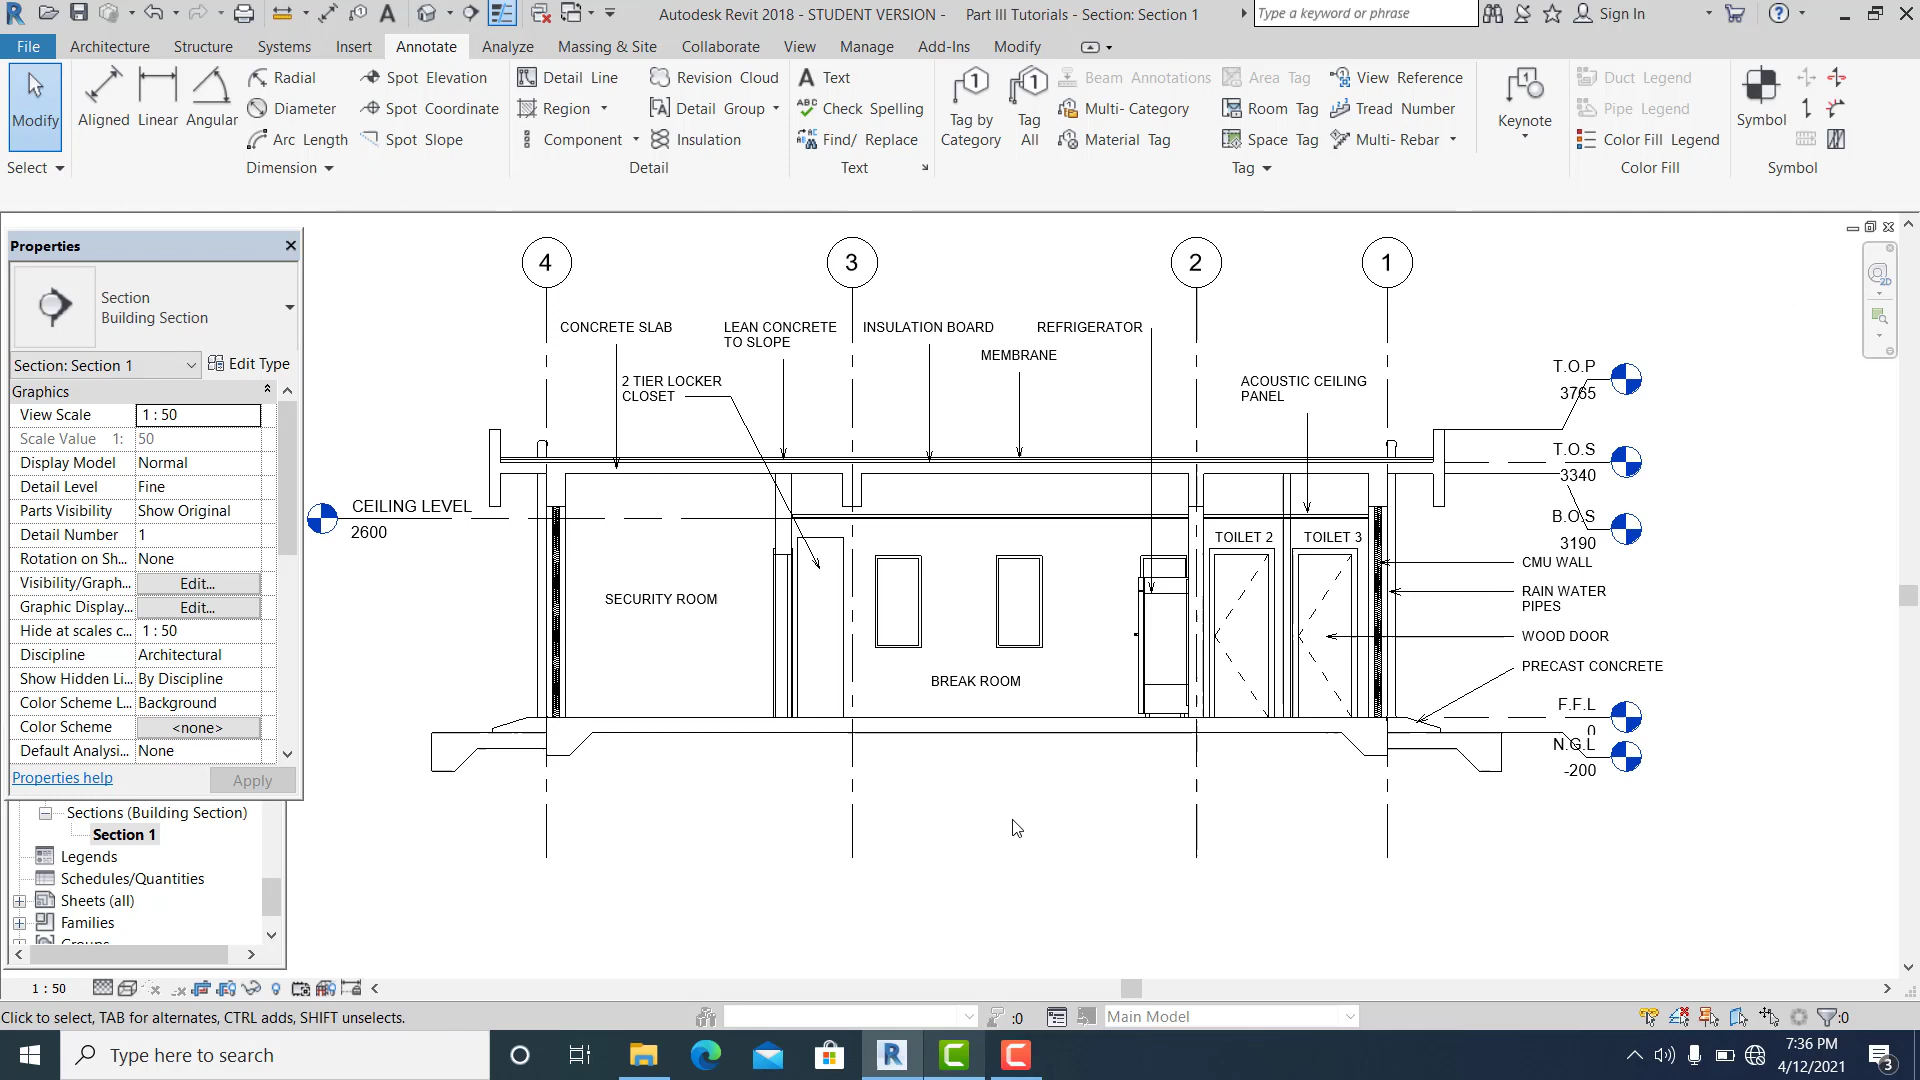 Autodesk Revit 2018 - STUDENT VERSION - Part III Tutorials - Section: Section 1
Type a keyword or phrase
Sign In
File Architecture Structure Systems Insert Annotate Analyze Massing & Site Collaborate View Manage Add-Ins Modify
Modify
Aligned
Linear
Angular
Radial
Diameter
Arc Length
Spot Elevation
Spot Coordinate
Spot Slope
Detail Line
Region
Component
Revision Cloud
Detail Group
Insulation
Text
Check Spelling
Find/ Replace
Tag by
Category
Tag
All
Beam Annotations
Multi- Category
Material Tag
Area Tag
Room Tag
Space Tag
View Reference
Tread Number
Multi- Rebar
Keynote
Duct Legend
Pipe Legend
Color Fill Legend
Symbol
Select
Dimension
Detail
Text
Tag
Color Fill
Symbol
Properties
Section
Building Section
Section: Section 1
Edit Type
Graphics
View Scale 1 : 50
Scale Value 1: 50
Display Model Normal
Detail Level Fine
Parts Visibility Show Original
Detail Number 1
Rotation on Sh... None
Visibility/Graph... Edit...
Graphic Display... Edit...
Hide at scales c... 1 : 50
Discipline Architectural
Show Hidden Li... By Discipline
Color Scheme L... Background
Color Scheme <none>
Default Analysi... None
Properties help
Apply
Sections (Building Section)
Section 1
Legends
Schedules/Quantities
Sheets (all)
Families
Groups
4
3
2
1
CONCRETE SLAB
LEAN CONCRETE
TO SLOPE
INSULATION BOARD
REFRIGERATOR
MEMBRANE
2 TIER LOCKER
CLOSET
ACOUSTIC CEILING
PANEL
T.O.P
3765
T.O.S
3340
B.O.S
3190
CEILING LEVEL
2600
TOILET 2
TOILET 3
CMU WALL
RAIN WATER
PIPES
SECURITY ROOM
WOOD DOOR
PRECAST CONCRETE
BREAK ROOM
F.F.L
0
N.G.L
-200
2D
1 : 50
Click to select, TAB for alternates, CTRL adds, SHIFT unselects.
:0
Main Model
:0
Type here to search
7:36 PM
4/12/2021
3